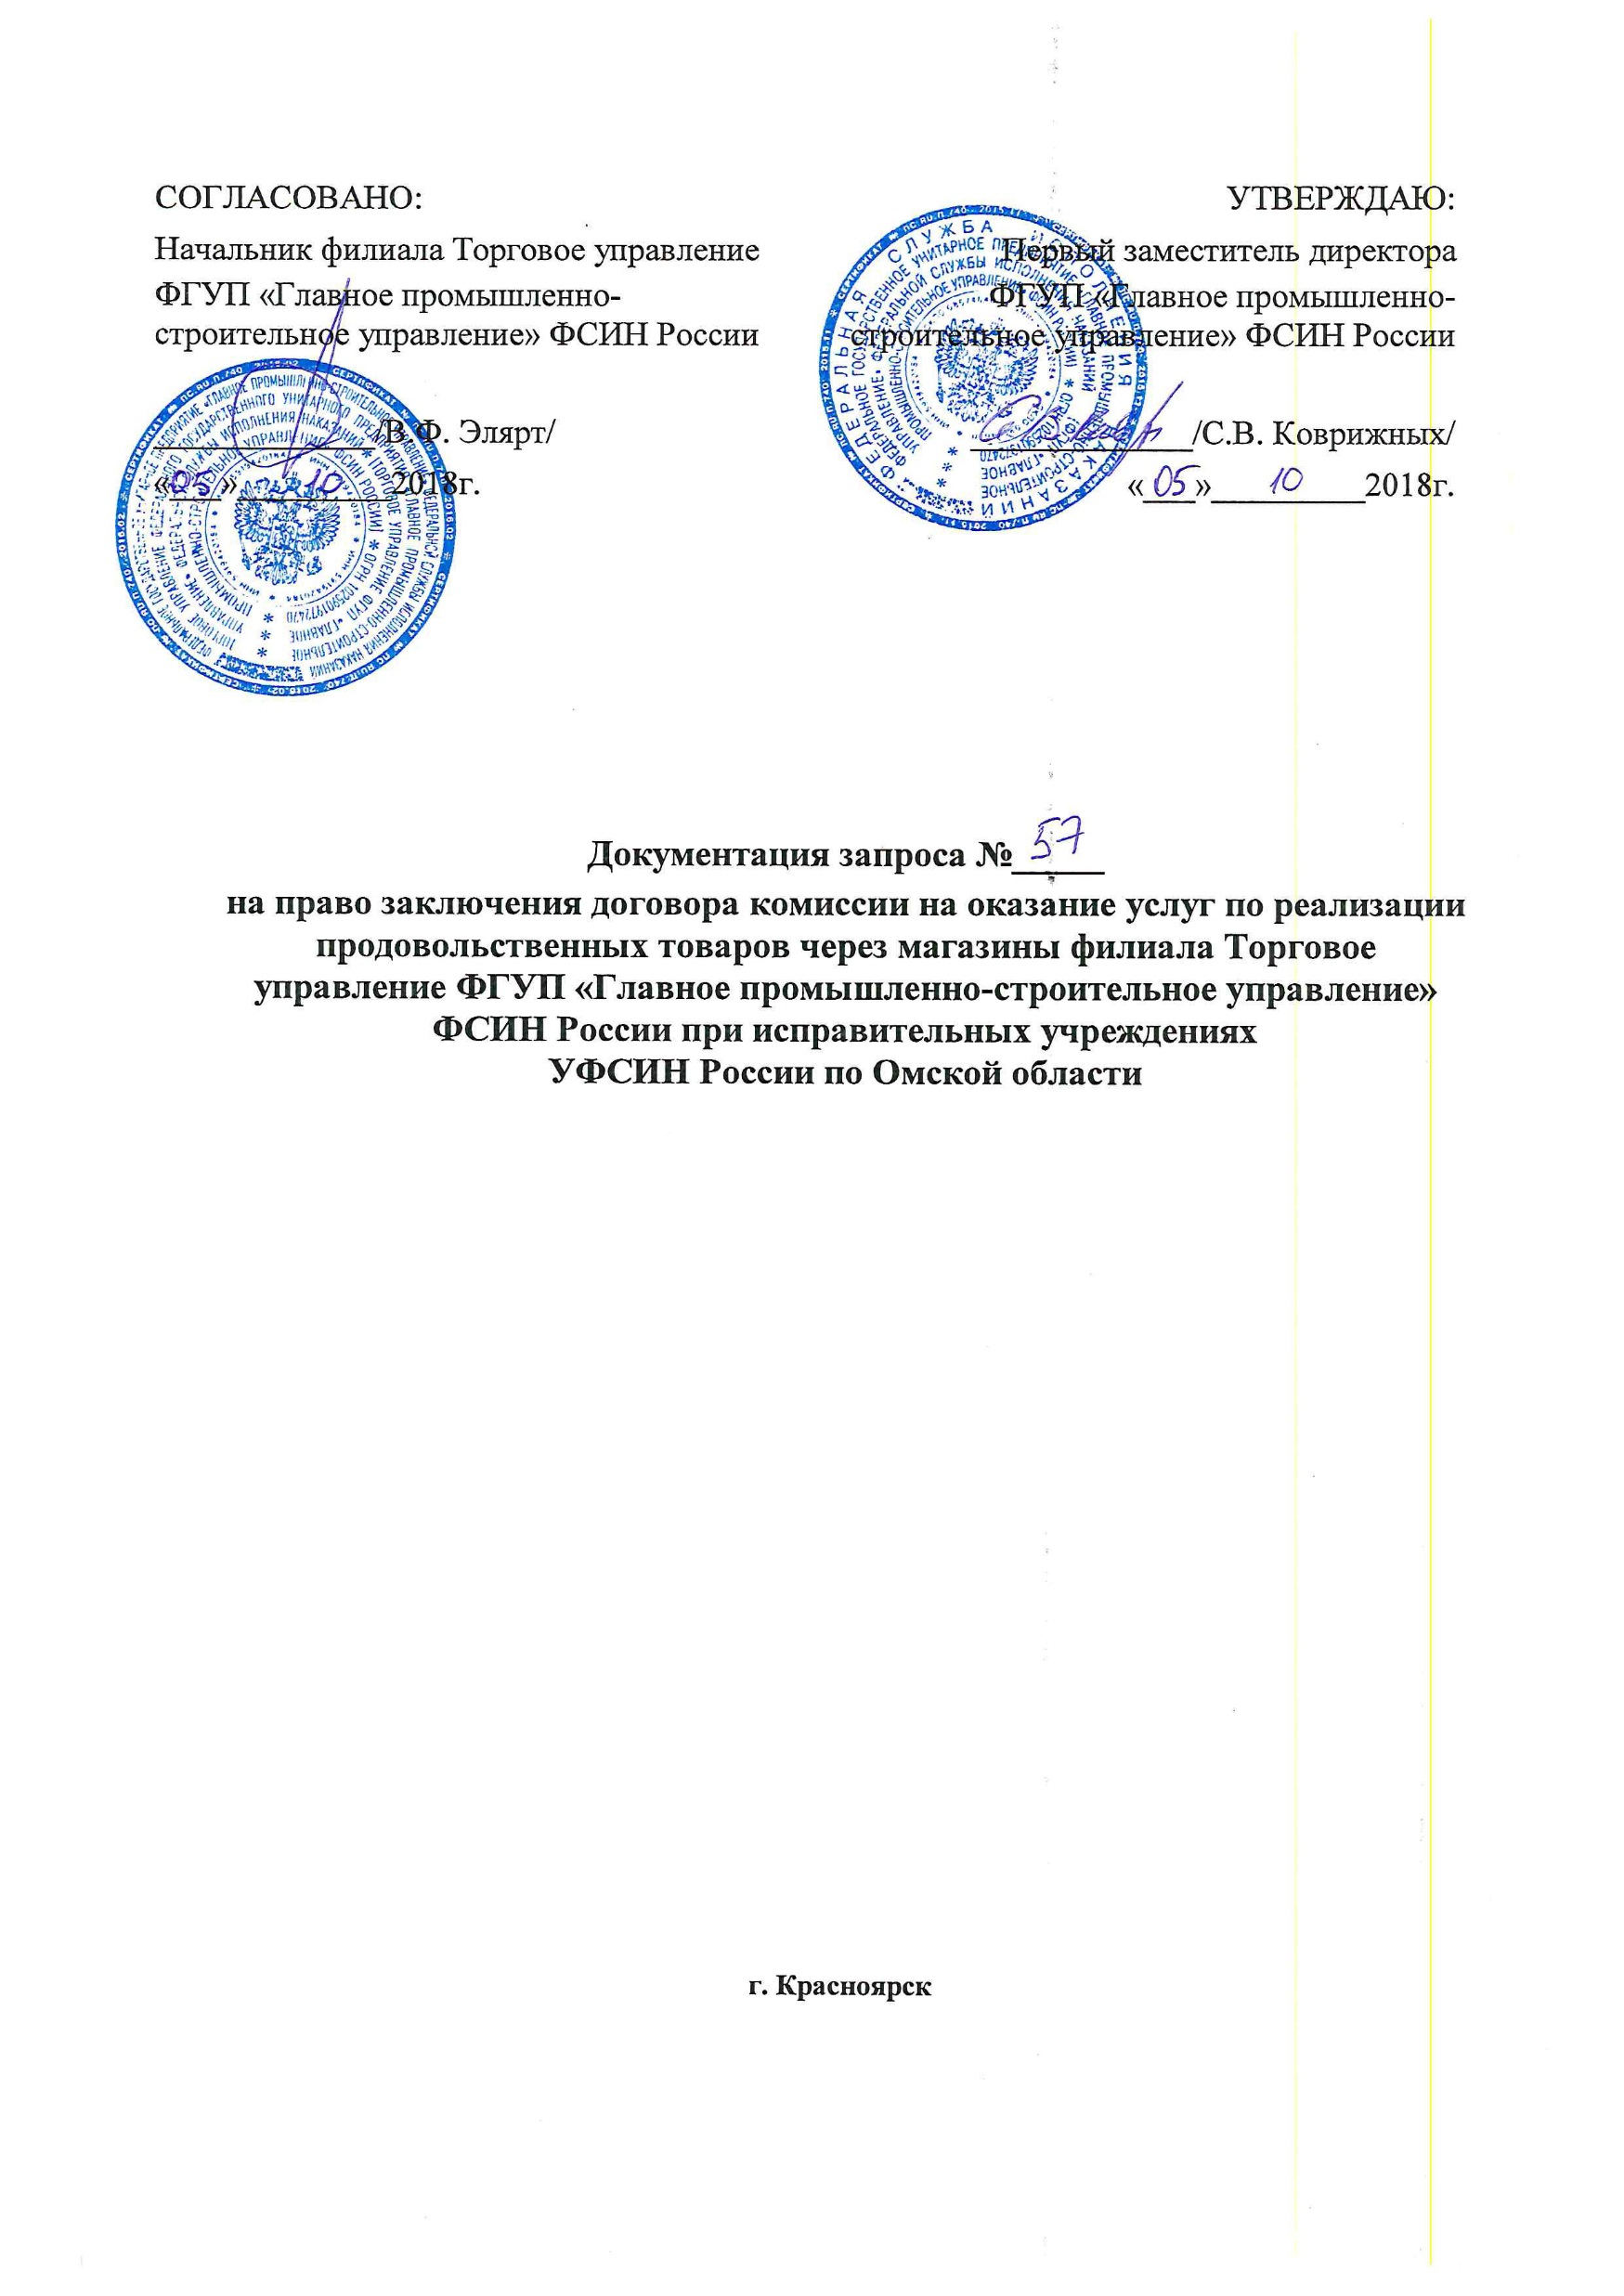 СОГЛАСОВАНО:
Начальник филиала Торговое управление
ФГУП «Главное промышленно-
строительное управление» ФСИН России
/В.Ф. Элярт/
«05» 10 2018г.
УТВЕРЖДАЮ:
Первый заместитель директора
ФГУП «Главное промышленно-
строительное управление» ФСИН России
/С.В. Коврижных/
«05» 10 2018г.
Документация запроса № 57
на право заключения договора комиссии на оказание услуг по реализации
продовольственных товаров через магазины филиала Торговое
управление ФГУП «Главное промышленно-строительное управление»
ФСИН России при исправительных учреждениях
УФСИН России по Омской области
г. Красноярск